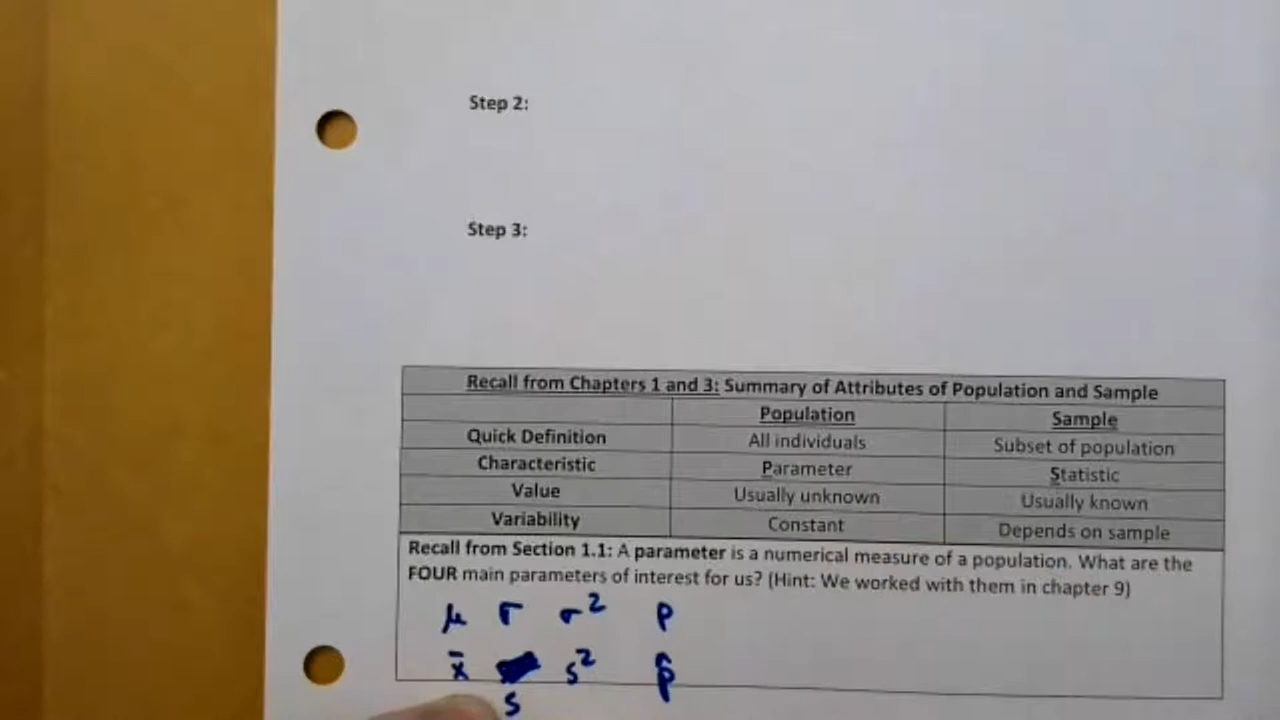 Step 2:
Step 3:
Recall from Chapters 1 and 3: Summary of Attributes of Population and Sample
Population Sample
Quick Definition All individuals Subset of population
Characteristic Parameter Statistic
Value Usually unknown Usually known
Variability Constant Depends on sample
Recall from Section 1.1: A parameter is a numerical measure of a population. What are the
FOUR main parameters of interest for us? (Hint: We worked with them in chapter 9)
μ σ σ² p
x̄ s² p̂
s